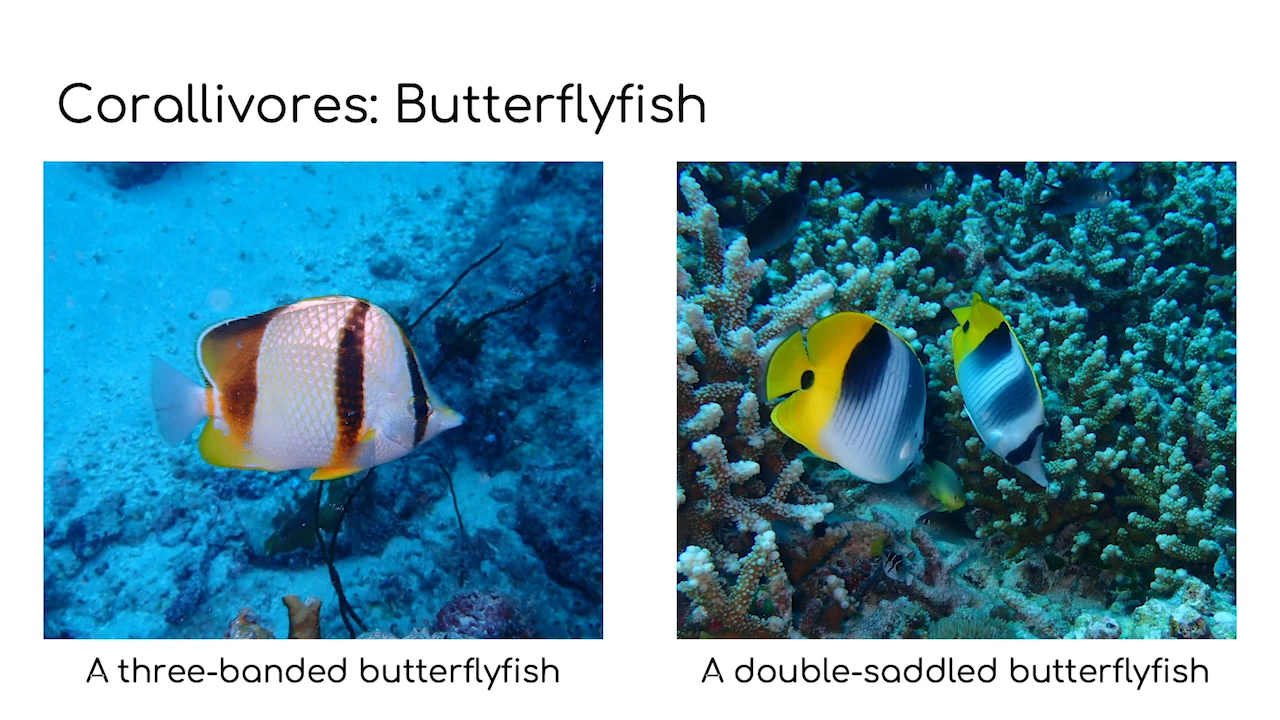 Corallivores: Butterflyfish
A three-banded butterflyfish
A double-saddled butterflyfish